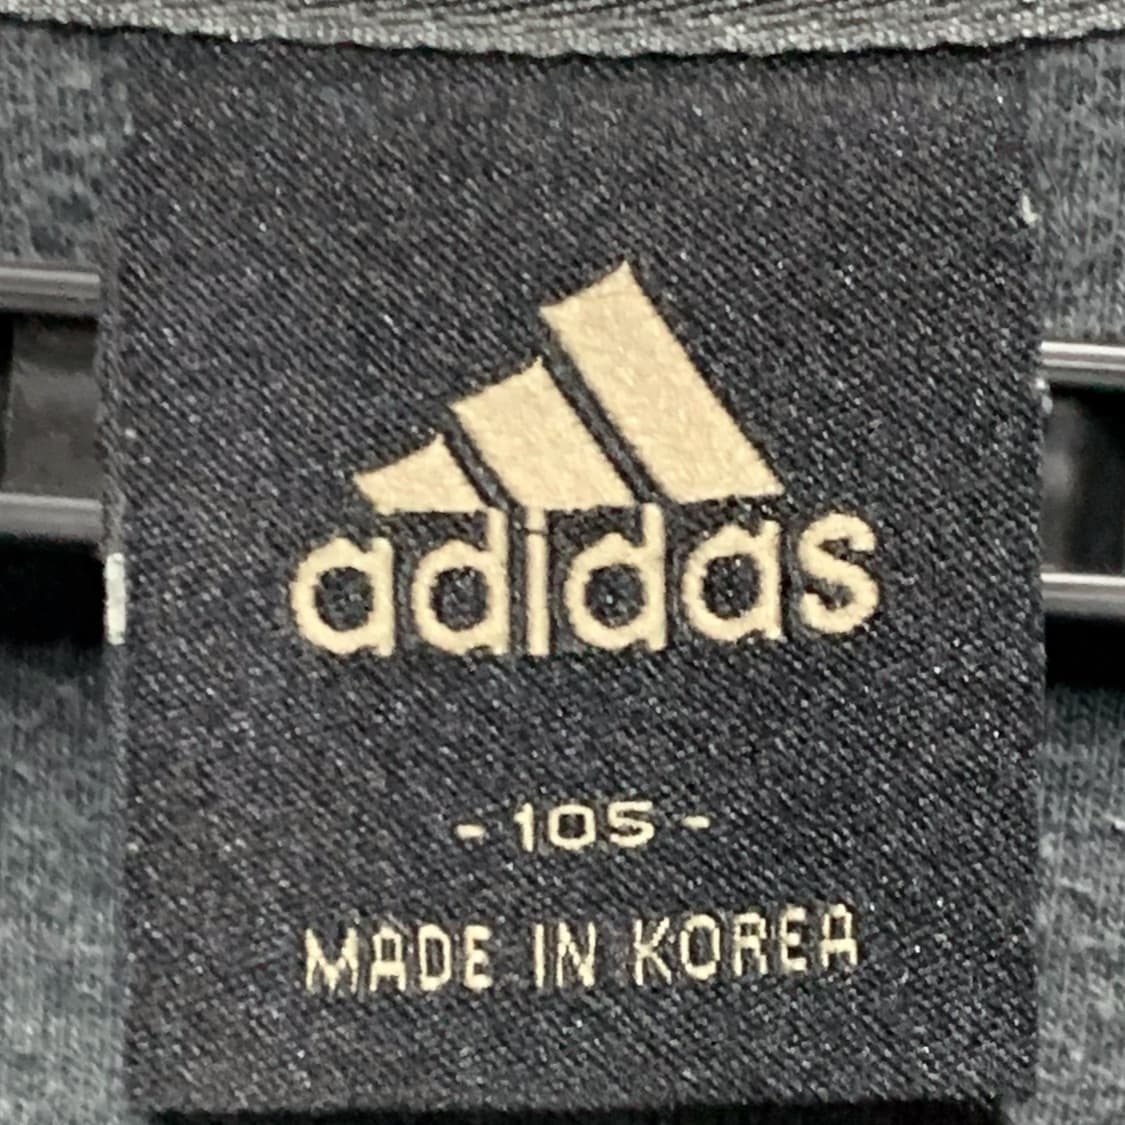 adidas
- 105 -
MADE IN KOREA